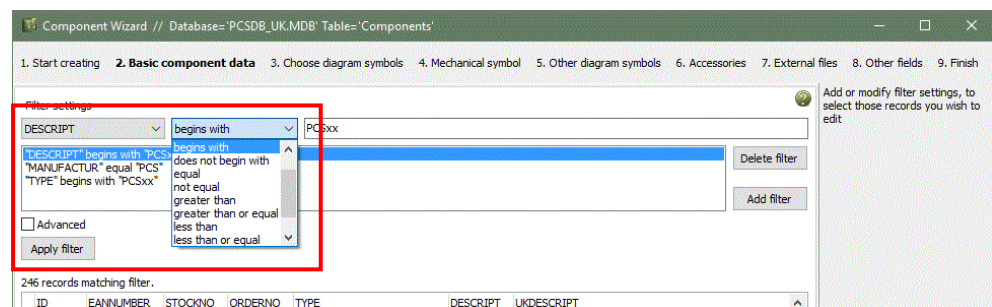 Component Wizard // Database='PCSDB_UK.MDB' Table='Components'
1. Start creating 2. Basic component data 3. Choose diagram symbols 4. Mechanical symbol 5. Other diagram symbols 6. Accessories 7. External files 8. Other fields 9. Finish
Filter settings
Add or modify filter settings, to
select those records you wish to
edit
DESCRIPT begins with PCSxx
"DESCRIPT" begins with "PCS
"MANUFACTUR" equal "PCS"
"TYPE" begins with "PCSxx"
begins with
does not begin with
equal
not equal
greater than
greater than or equal
less than
less than or equal
Delete filter
Add filter
Advanced
Apply filter
246 records matching filter.
ID EANNUMBER STOCKNO ORDERNO TYPE DESCRIPT UKDESCRIPT